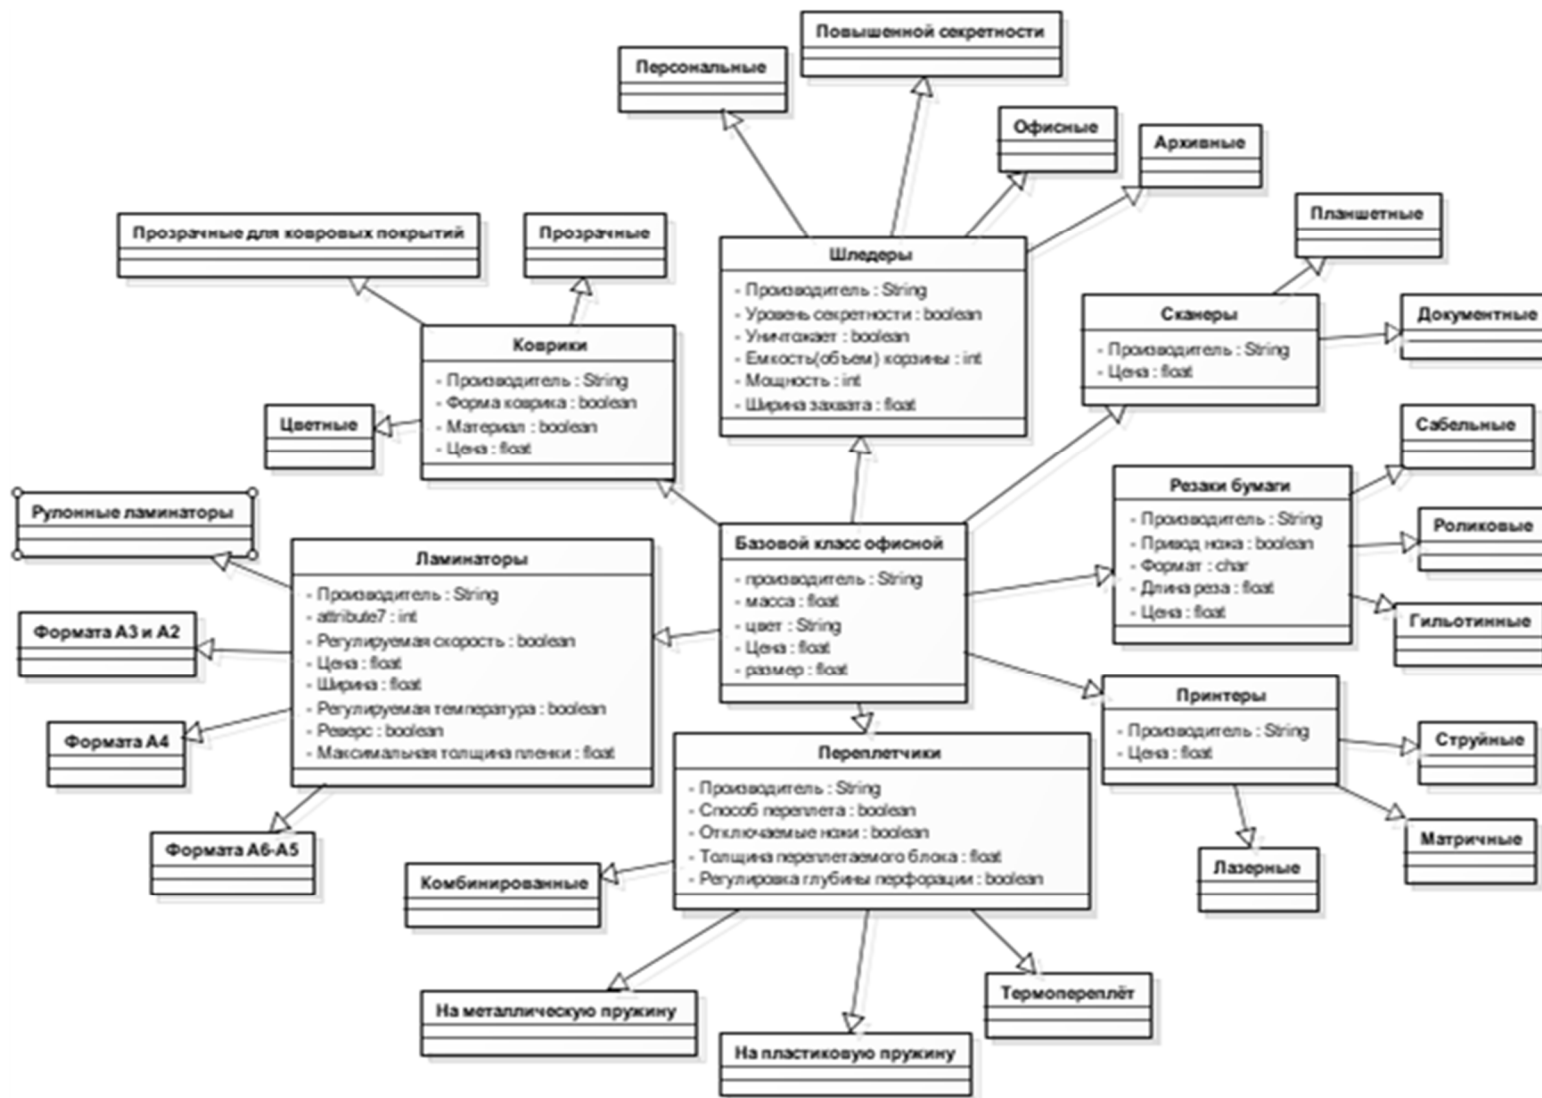 Повышенной секретности
Персональные
Офисные
Архивные
Планшетные
Прозрачные для ковровых покрытий
Прозрачные
Шледеры
- Производитель : String
- Уровень секретности : boolean
- Уничтожает : boolean
- Емкость(объем) корзины : int
- Мощность : int
- Ширина захвата : float
Сканеры
- Производитель : String
- Цена : float
Документные
Коврики
- Производитель : String
- Форма коврика : boolean
- Материал : boolean
- Цена : float
Цветные
Сабельные
Резаки бумаги
- Производитель : String
- Привод ножа : boolean
- Формат : char
- Длина реза : float
- Цена : float
Роликовые
Гильотинные
Рулонные ламинаторы
Ламинаторы
- Производитель : String
- attribute7 : int
- Регулируемая скорость : boolean
- Цена : float
- Ширина : float
- Регулируемая температура : boolean
- Реверс : boolean
- Максимальная толщина пленки : float
Базовой класс офисной
- производитель : String
- масса : float
- цвет : String
- Цена : float
- размер : float
Формата А3 и А2
Формата А4
Формата А6-А5
Принтеры
- Производитель : String
- Цена : float
Струйные
Матричные
Лазерные
Переплетчики
- Производитель : String
- Способ переплета : boolean
- Отключаемые ножи : boolean
- Толщина переплетаемого блока : float
- Регулировка глубины перфорации : boolean
Комбинированные
На металлическую пружину
На пластиковую пружину
Термопереплёт